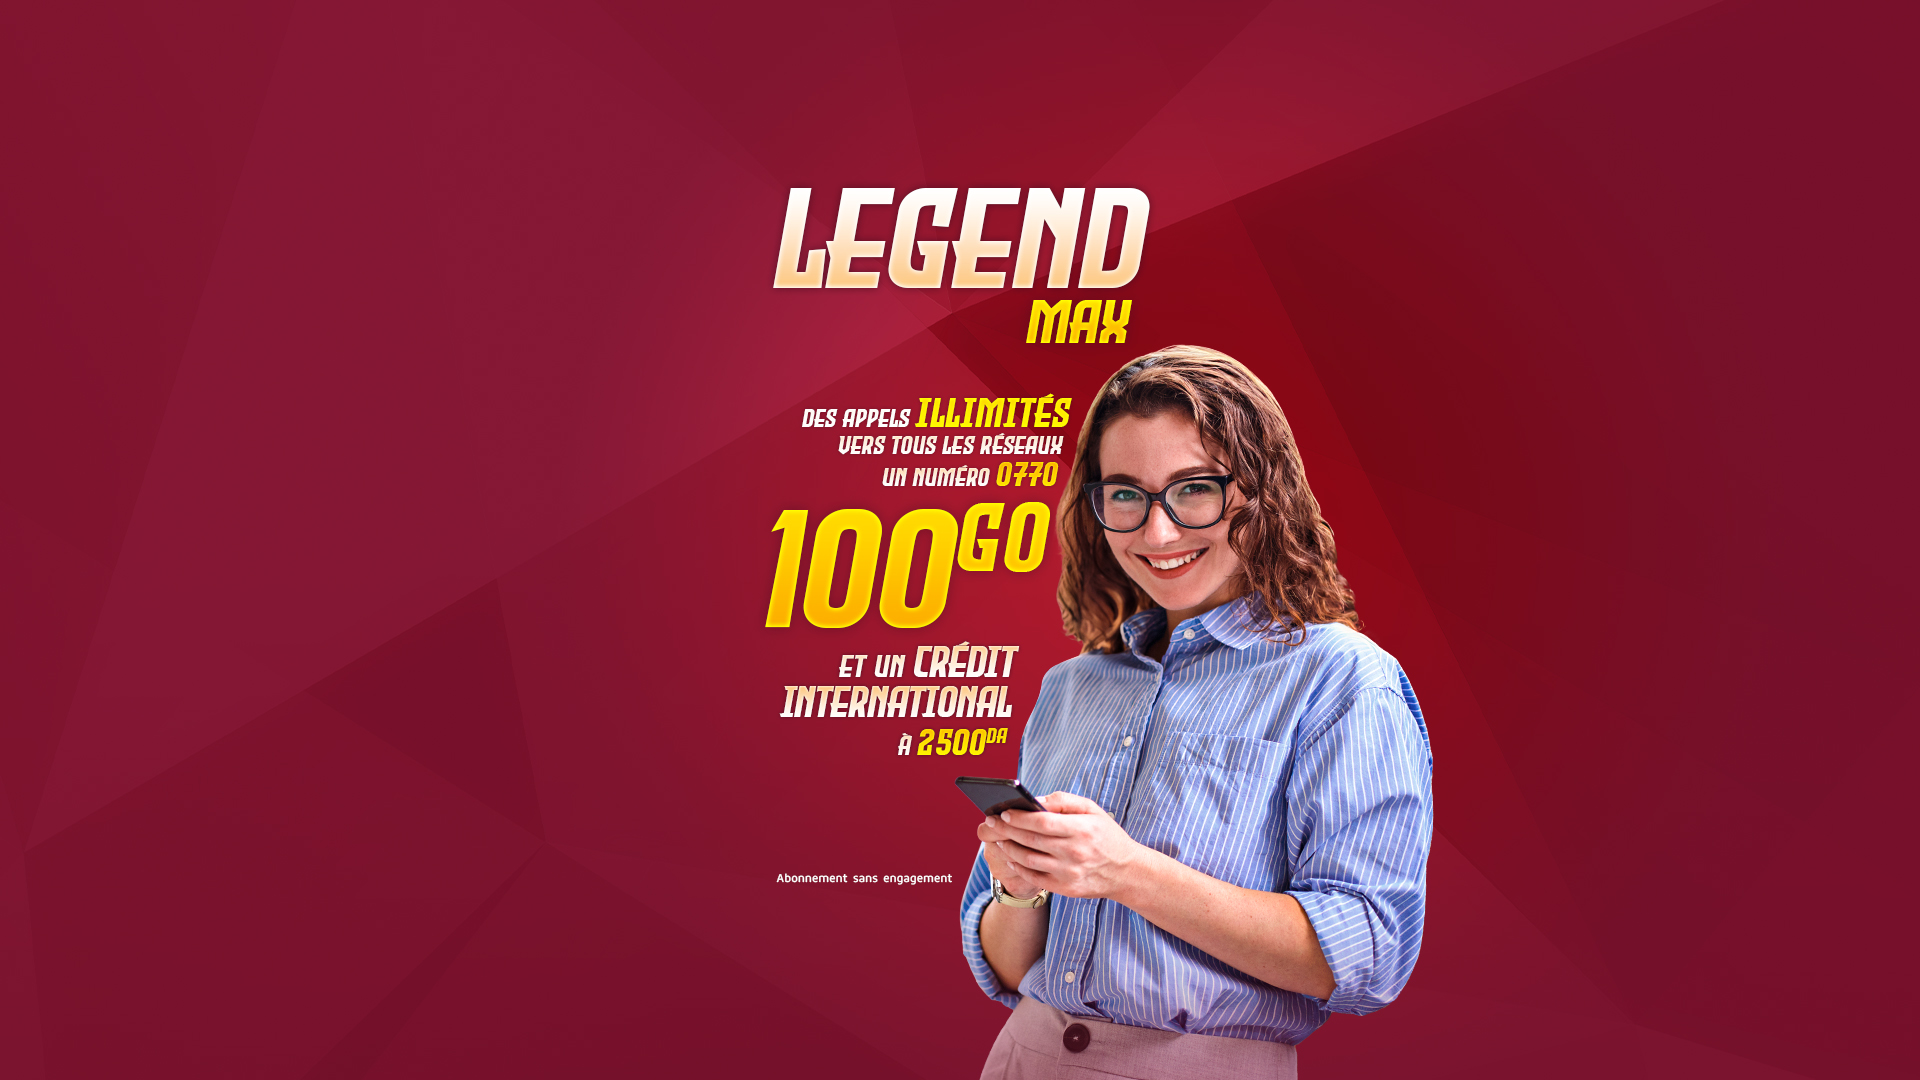 LEGEND
MAX
DES APPELS ILLIMITÉS
VERS TOUS LES RÉSEAUX
UN NUMÉRO 0770
100GO
ET UN CRÉDIT
INTERNATIONAL
À 2500DA
Abonnement sans engagement